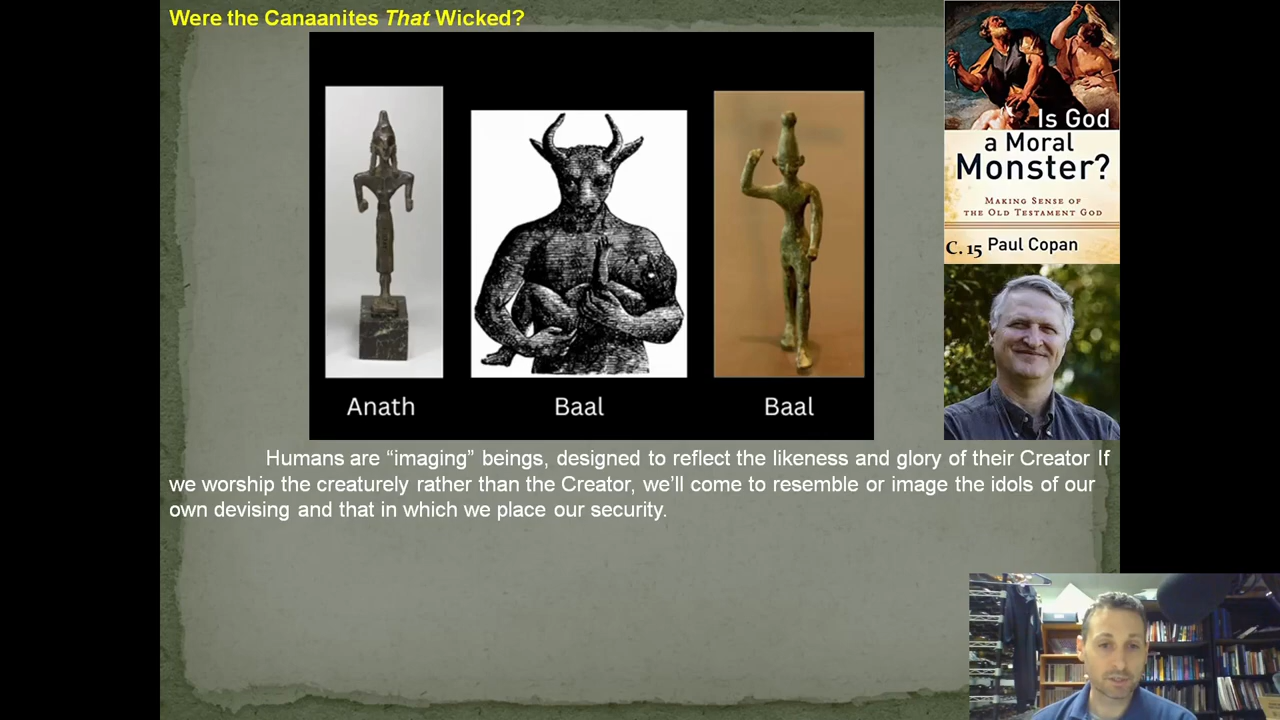 Were the Canaanites That Wicked?
Anath
Baal
Baal
Is God
a Moral
Monster?
Making Sense of
the Old Testament God
C. 15 Paul Copan
Humans are “imaging” beings, designed to reflect the likeness and glory of their Creator If
we worship the creaturely rather than the Creator, we’ll come to resemble or image the idols of our
own devising and that in which we place our security.